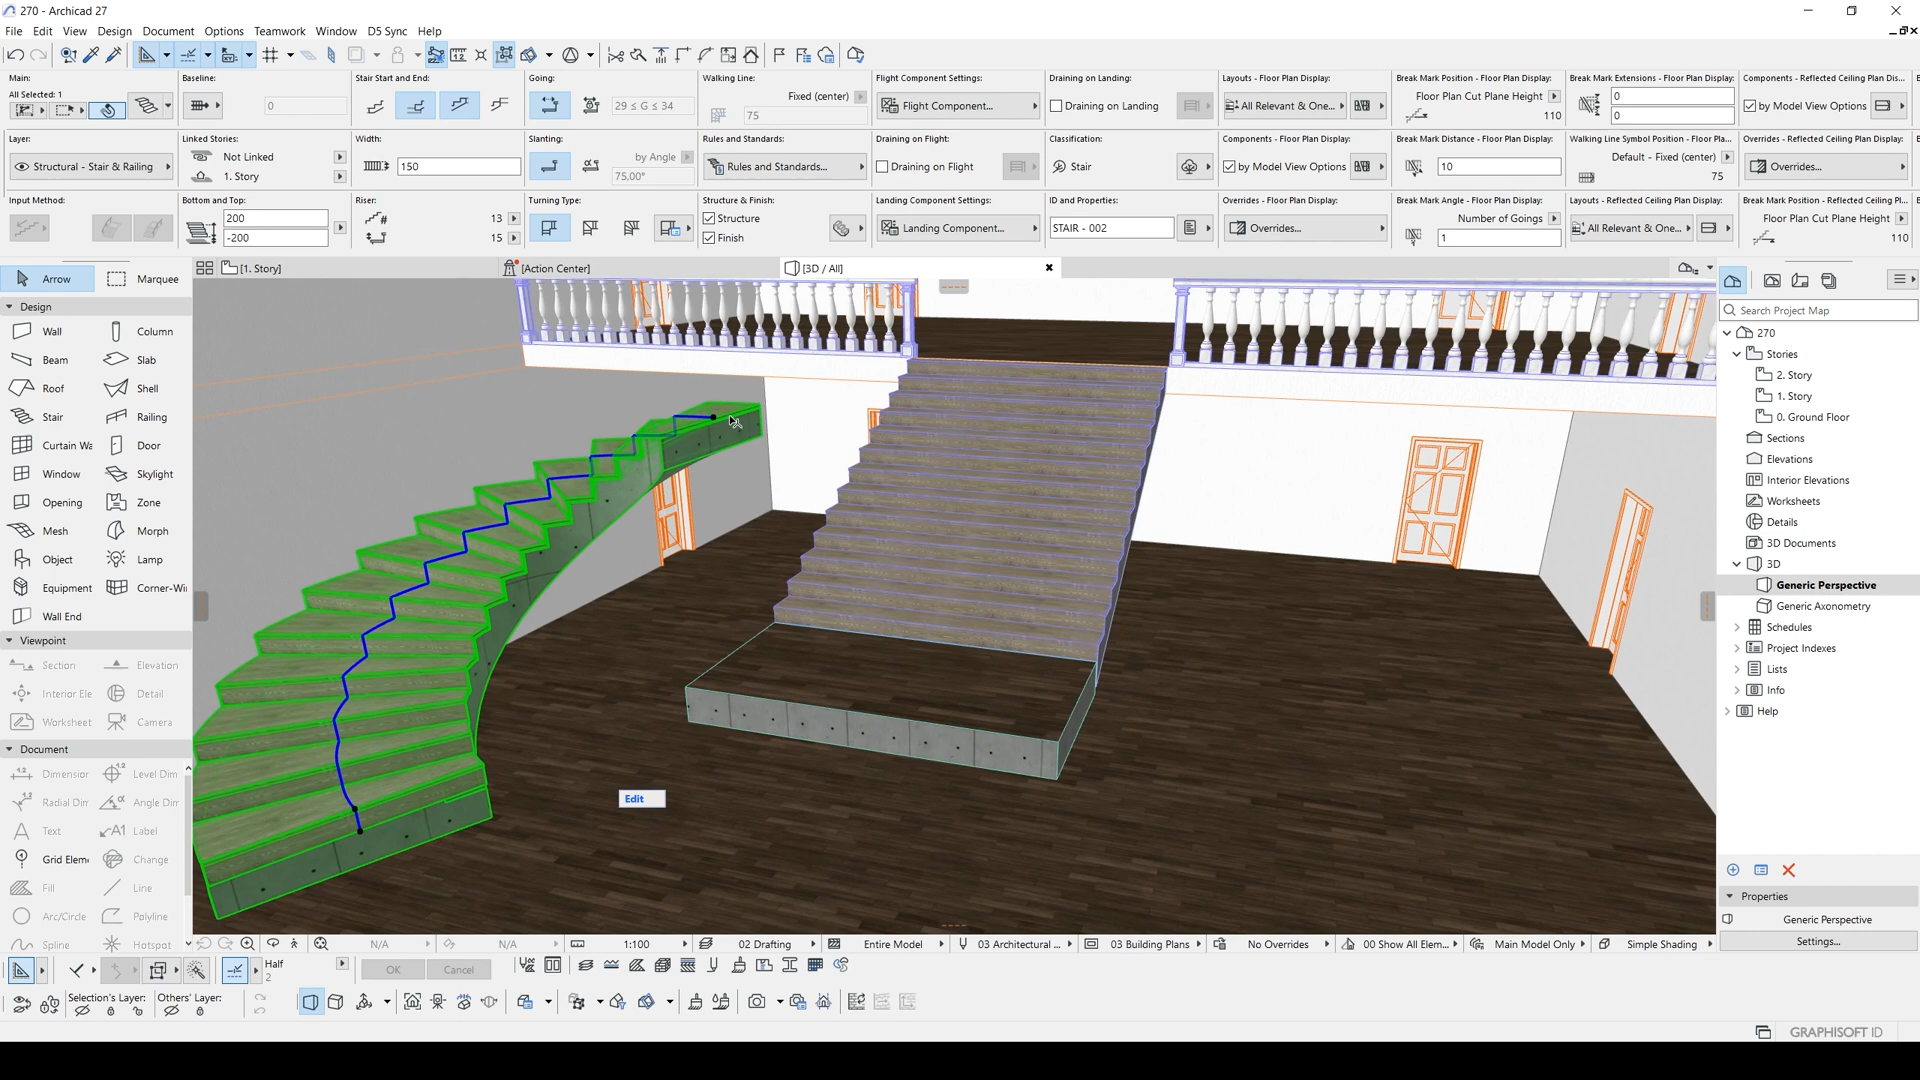 270 - Archicad 27
File Edit View Design Document Options Teamwork Window D5 Sync Help
Main: Baseline: Stair Start and End: Going: Walking Line: Flight Component Settings: Draining on Landing: Layouts - Floor Plan Display: Break Mark Position - Floor Plan Display: Break Mark Extensions - Floor Plan Display: Components - Reflected Ceiling Plan Dis...
All Selected: 1 Fixed (center) Floor Plan Cut Plane Height 0
0 29 ≤ G ≤ 34 75 Flight Component... Draining on Landing All Relevant & One... 110 0 by Model View Options
Layer: Linked Stories: Width: Slanting: Rules and Standards: Draining on Flight: Classification: Components - Floor Plan Display: Break Mark Distance - Floor Plan Display: Walking Line Symbol Position - Floor Pla... Overrides - Reflected Ceiling Plan Display:
Structural - Stair & Railing Not Linked 150 by Angle Rules and Standards... Draining on Flight Stair by Model View Options 10 Default - Fixed (center) Overrides...
1. Story 75,00° 75
Input Method: Bottom and Top: Riser: Turning Type: Structure & Finish: Landing Component Settings: ID and Properties: Overrides - Floor Plan Display: Break Mark Angle - Floor Plan Display: Layouts - Reflected Ceiling Plan Display: Break Mark Position - Reflected Ceiling Pl...
200 13 Structure Landing Component... STAIR - 002 Overrides... Number of Goings All Relevant & One... Floor Plan Cut Plane Height
-200 15 Finish 1 110
Arrow Marquee [1. Story] [Action Center] [3D / All]
Design
Wall Column
Beam Slab
Roof Shell
Stair Railing
Curtain Wa Door
Window Skylight
Opening Zone
Mesh Morph
Object Lamp
Equipment Corner-Wi
Wall End
Viewpoint
Section Elevation
Interior Ele Detail
Worksheet Camera
Document
Dimension Level Dim
Radial Dim Angle Dim
Text Label
Grid Elem Change
Fill Line
Arc/Circle Polyline
Spline Hotspot
Edit
Search Project Map
270
Stories
2. Story
1. Story
0. Ground Floor
Sections
Elevations
Interior Elevations
Worksheets
Details
3D Documents
3D
Generic Perspective
Generic Axonometry
Schedules
Project Indexes
Lists
Info
Help
Properties
Generic Perspective
Settings...
N/A N/A 1:100 02 Drafting Entire Model 03 Architectural ... 03 Building Plans No Overrides 00 Show All Elem... Main Model Only Simple Shading
Half
2
OK Cancel
Selection's Layer: Others' Layer:
GRAPHISOFT ID